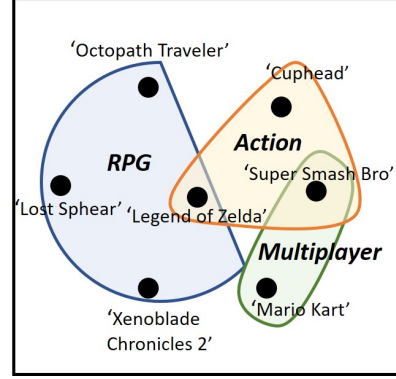 ‘Octopath Traveler’
‘Cuphead’
RPG
Action
‘Super Smash Bro’
‘Lost Sphear’
‘Legend of Zelda’
Multiplayer
‘Mario Kart’
‘Xenoblade
Chronicles 2’